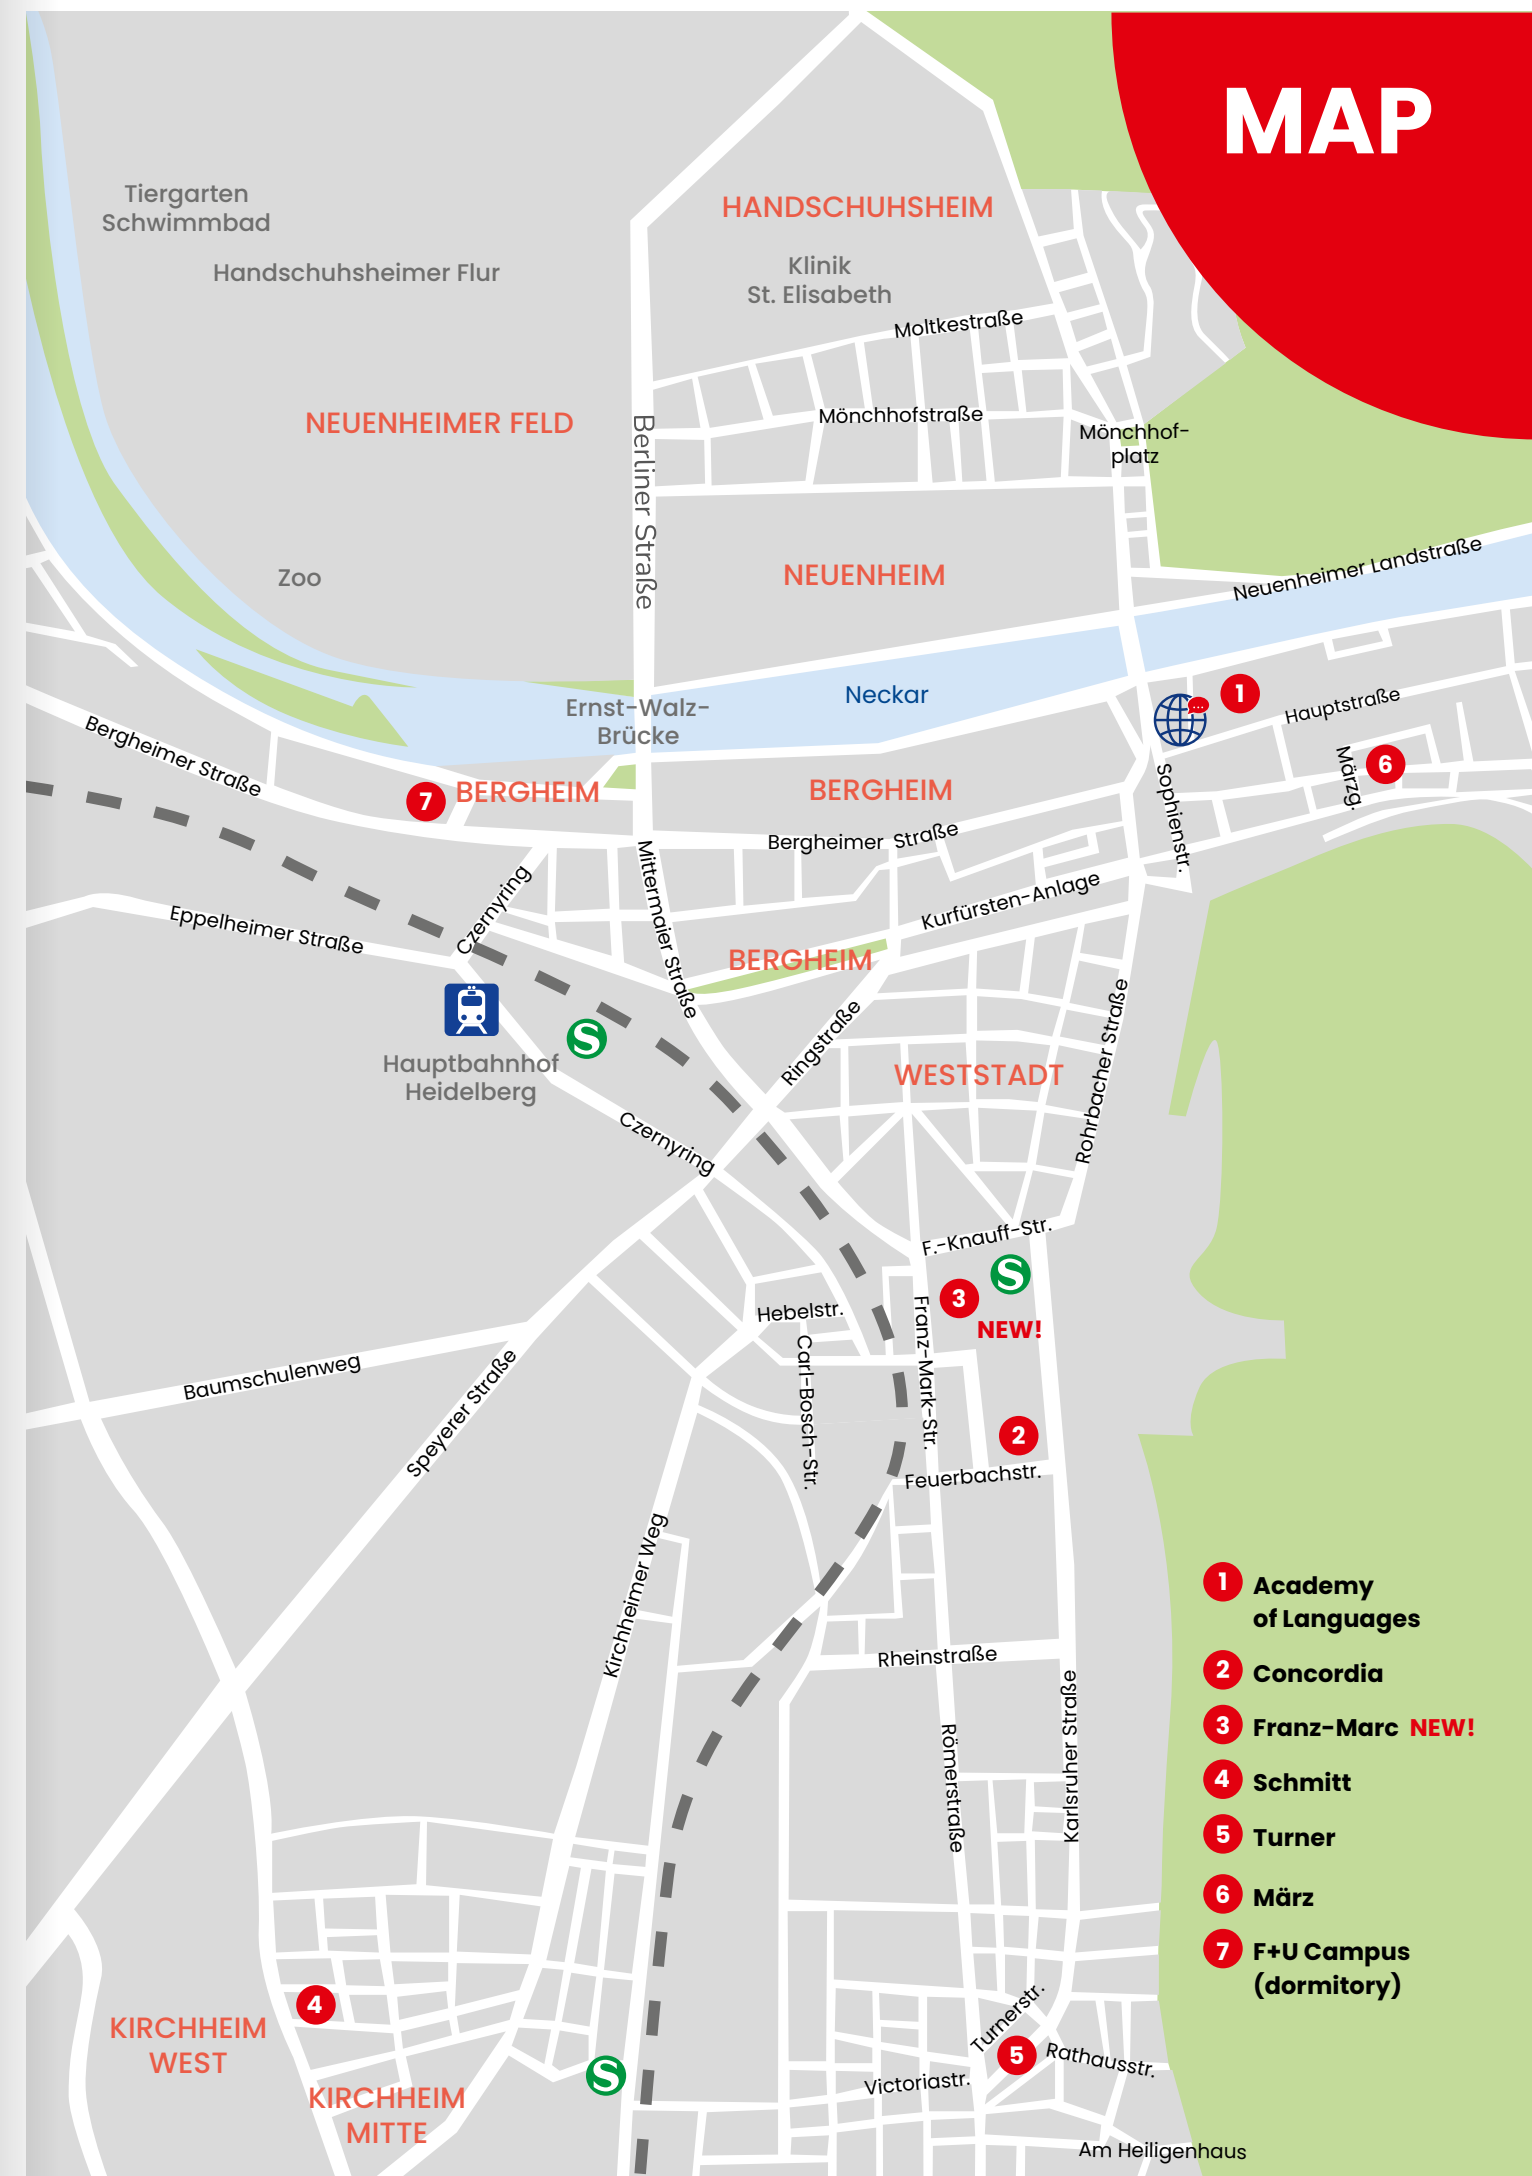 MAP
Tiergarten
Schwimmbad
HANDSCHUHSHEIM
Handschuhsheimer Flur
Klinik
St. Elisabeth
Moltkestraße
NEUENHEIMER FELD
Berliner Straße
Mönchhofstraße
Mönchhof-
platz
Zoo
NEUENHEIM
Neuenheimer Landstraße
Neckar
Ernst-Walz-
Brücke
1
Hauptstraße
Bergheimer Straße
7
BERGHEIM
BERGHEIM
Sophienstr.
Märzg.
6
Bergheimer Straße
Mittermaier Straße
Czernyring
Kurfürsten-Anlage
Eppelheimer Straße
BERGHEIM
S
Hauptbahnhof
Heidelberg
Ringstraße
WESTSTADT
Rohrbacher Straße
Czernyring
F.-Knauff-Str.
S
3
NEW!
Hebelstr.
Franz-Mark-Str.
Carl-Bosch-Str.
Baumschulenweg
Speyerer Straße
2
Feuerbachstr.
Kirchheimer Weg
Rheinstraße
Römerstraße
Karlsruher Straße
1 Academy
of Languages
2 Concordia
3 Franz-Marc NEW!
4 Schmitt
5 Turner
6 März
7 F+U Campus
(dormitory)
4
KIRCHHEIM
WEST
KIRCHHEIM
MITTE
S
Turnerstr.
5
Rathausstr.
Victoriastr.
Am Heiligenhaus